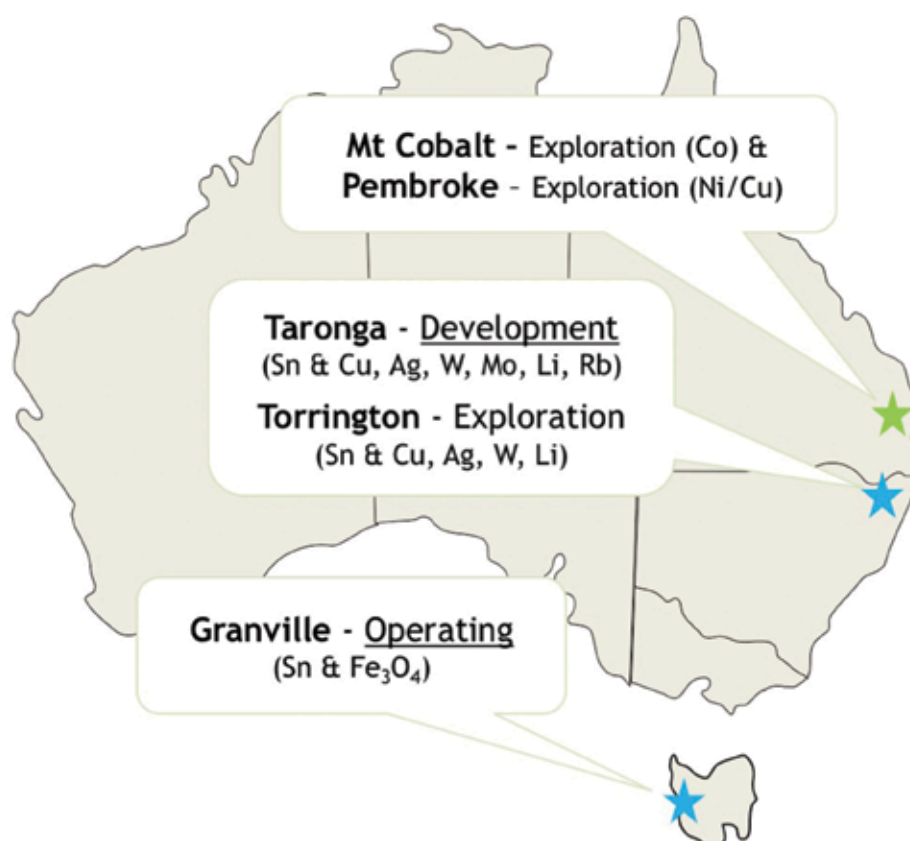 Mt Cobalt - Exploration (Co) &
Pembroke - Exploration (Ni/Cu)
Taronga - Development
(Sn & Cu, Ag, W, Mo, Li, Rb)
Torrington - Exploration
(Sn & Cu, Ag, W, Li)
Granville - Operating
(Sn & Fe₃O₄)